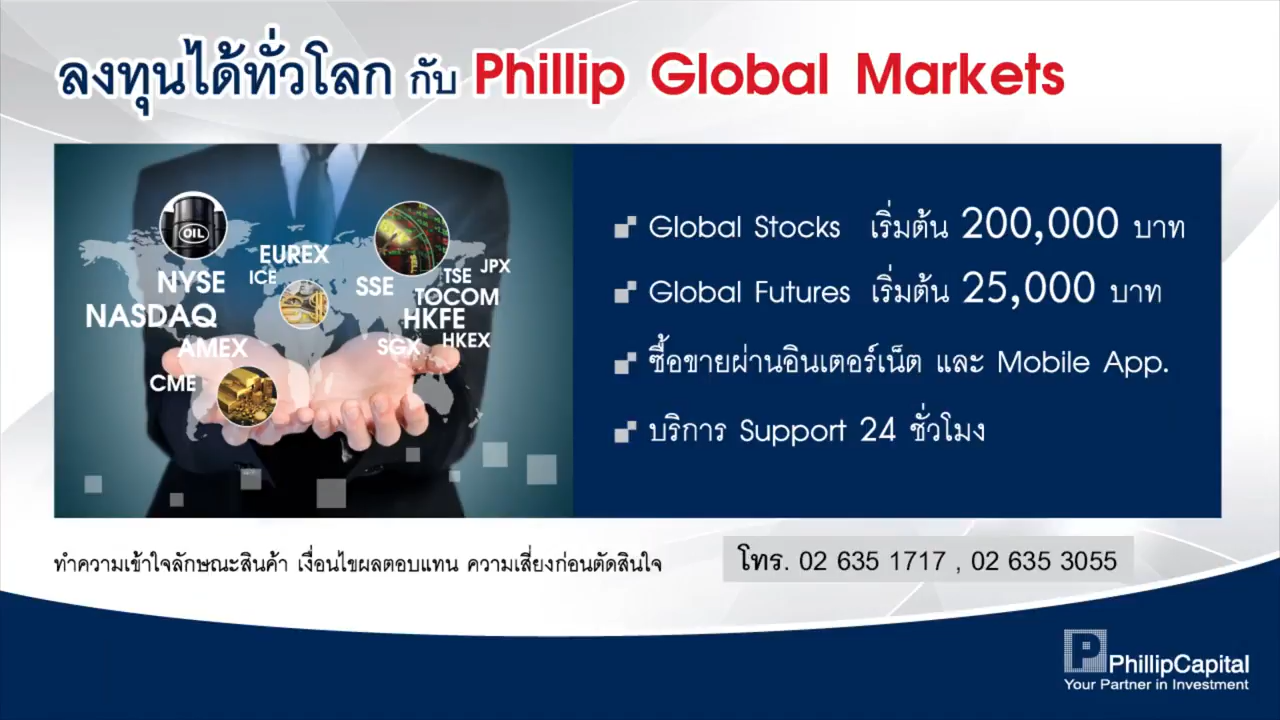 ลงทุนได้ทั่วโลก กับ Phillip Global Markets
OIL
EUREX
NYSE
ICE
SSE
TSE
JPX
TOCOM
NASDAQ
HKFE
AMEX
SGX
HKEX
CME
Global Stocks เริ่มต้น 200,000 บาท
Global Futures เริ่มต้น 25,000 บาท
ซื้อขายผ่านอินเตอร์เน็ต และ Mobile App.
บริการ Support 24 ชั่วโมง
ทำความเข้าใจลักษณะสินค้า เงื่อนไขผลตอบแทน ความเสี่ยงก่อนตัดสินใจ
โทร. 02 635 1717 , 02 635 3055
P PhillipCapital
Your Partner in Investment